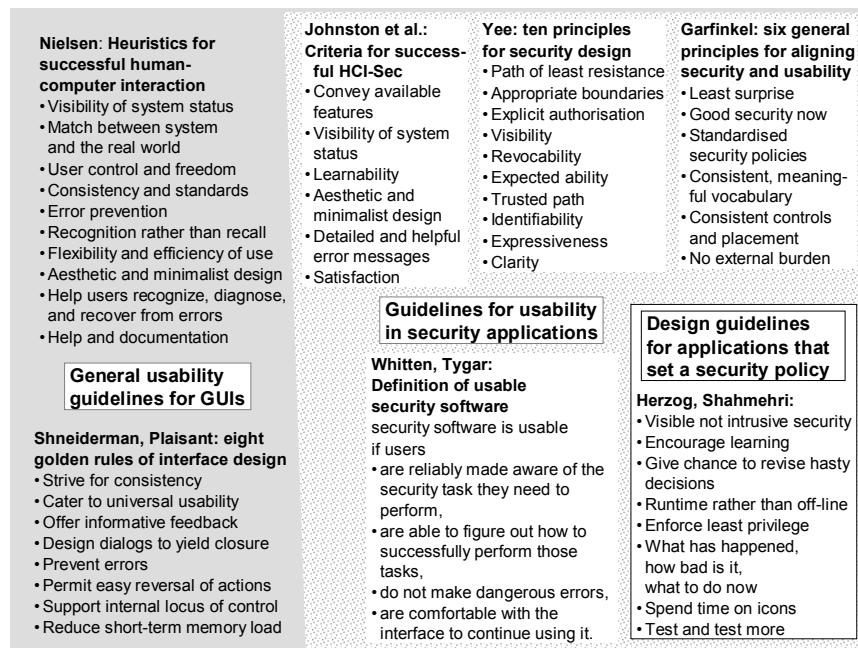 Nielsen: Heuristics for
successful human-
computer interaction
• Visibility of system status
• Match between system
and the real world
• User control and freedom
• Consistency and standards
• Error prevention
• Recognition rather than recall
• Flexibility and efficiency of use
• Aesthetic and minimalist design
• Help users recognize, diagnose,
and recover from errors
• Help and documentation
General usability
guidelines for GUIs
Shneiderman, Plaisant: eight
golden rules of interface design
• Strive for consistency
• Cater to universal usability
• Offer informative feedback
• Design dialogs to yield closure
• Prevent errors
• Permit easy reversal of actions
• Support internal locus of control
• Reduce short-term memory load
Johnston et al.:
Criteria for success-
ful HCI-Sec
• Convey available
features
• Visibility of system
status
• Learnability
• Aesthetic and
minimalist design
• Detailed and helpful
error messages
• Satisfaction
Yee: ten principles
for security design
• Path of least resistance
• Appropriate boundaries
• Explicit authorisation
• Visibility
• Revocability
• Expected ability
• Trusted path
• Identifiability
• Expressiveness
• Clarity
Garfinkel: six general
principles for aligning
security and usability
• Least surprise
• Good security now
• Standardised
security policies
• Consistent, meaning-
ful vocabulary
• Consistent controls
and placement
• No external burden
Guidelines for usability
in security applications
Whitten, Tygar:
Definition of usable
security software
security software is usable
if users
• are reliably made aware of the
security task they need to
perform,
• are able to figure out how to
successfully perform those
tasks,
• do not make dangerous errors,
• are comfortable with the
interface to continue using it.
Design guidelines
for applications that
set a security policy
Herzog, Shahmehri:
• Visible not intrusive security
• Encourage learning
• Give chance to revise hasty
decisions
• Runtime rather than off-line
• Enforce least privilege
• What has happened,
how bad is it,
what to do now
• Spend time on icons
• Test and test more